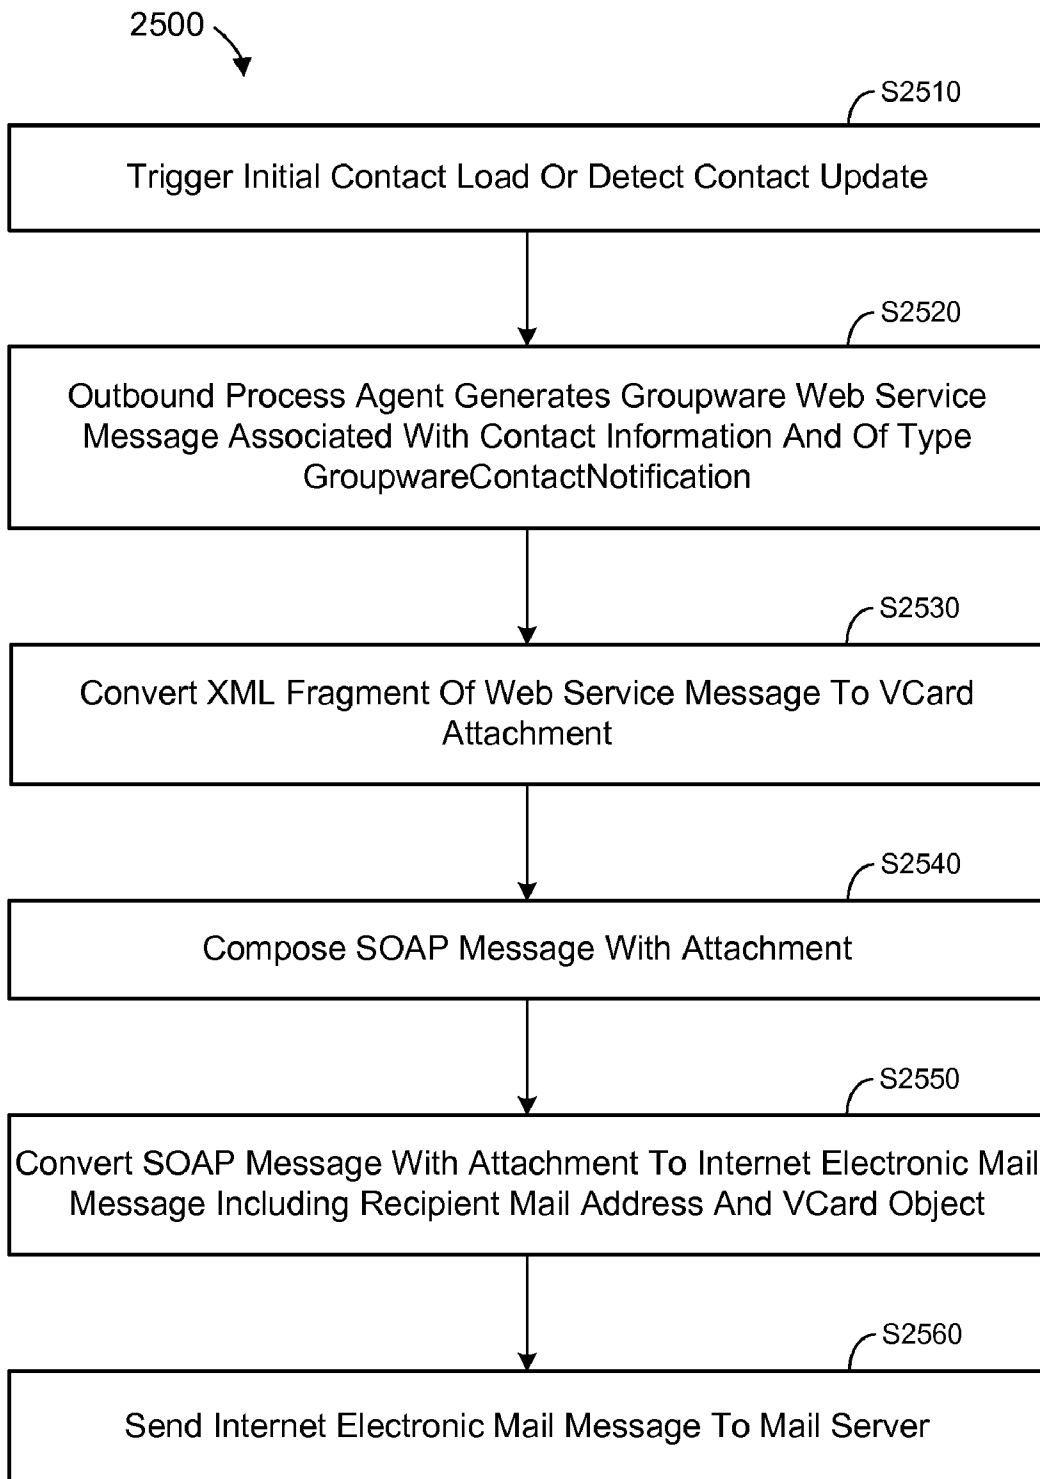 2500
S2510
Trigger Initial Contact Load Or Detect Contact Update
S2520
Outbound Process Agent Generates Groupware Web Service
Message Associated With Contact Information And Of Type
GroupwareContactNotification
S2530
Convert XML Fragment Of Web Service Message To VCard
Attachment
S2540
Compose SOAP Message With Attachment
S2550
Convert SOAP Message With Attachment To Internet Electronic Mail
Message Including Recipient Mail Address And VCard Object
S2560
Send Internet Electronic Mail Message To Mail Server